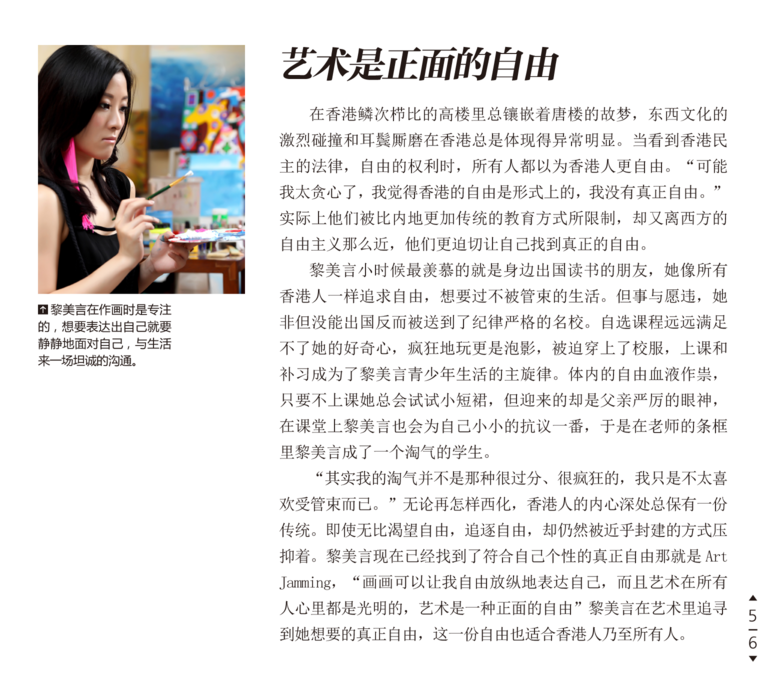 艺术是正面的自由
在香港鳞次栉比的高楼里总镶嵌着唐楼的故梦，东西文化的
激烈碰撞和耳鬓厮磨在香港总是体现得异常明显。当看到香港民
主的法律，自由的权利时，所有人都以为香港人更自由。“可能
我太贪心了，我觉得香港的自由是形式上的，我没有真正自由。”
实际上他们被比内地更加传统的教育方式所限制，却又离西方的
自由主义那么近，他们更迫切让自己找到真正的自由。
黎美言小时候最羡慕的就是身边出国读书的朋友，她像所有
香港人一样追求自由，想要过不被管束的生活。但事与愿违，她
非但没能出国反而被送到了纪律严格的名校。自选课程远远满足
不了她的好奇心，疯狂地玩更是泡影，被迫穿上了校服，上课和
补习成为了黎美言青少年生活的主旋律。体内的自由血液作祟，
只要不上课她总会试试小短裙，但迎来的却是父亲严厉的眼神，
在课堂上黎美言也会为自己小小的抗议一番，于是在老师的条框
里黎美言成了一个淘气的学生。
“其实我的淘气并不是那种很过分、很疯狂的，我只是不太喜
欢受管束而已。”无论再怎样西化，香港人的内心深处总保有一份
传统。即使无比渴望自由，追逐自由，却仍然被近乎封建的方式压
抑着。黎美言现在已经找到了符合自己个性的真正自由那就是 Art
Jamming，“画画可以让我自由放纵地表达自己，而且艺术在所有
人心里都是光明的，艺术是一种正面的自由”黎美言在艺术里追寻
到她想要的真正自由，这一份自由也适合香港人乃至所有人。
黎美言在作画时是专注
的，想要表达出自己就要
静静地面对自己，与生活
来一场坦诚的沟通。
5
6